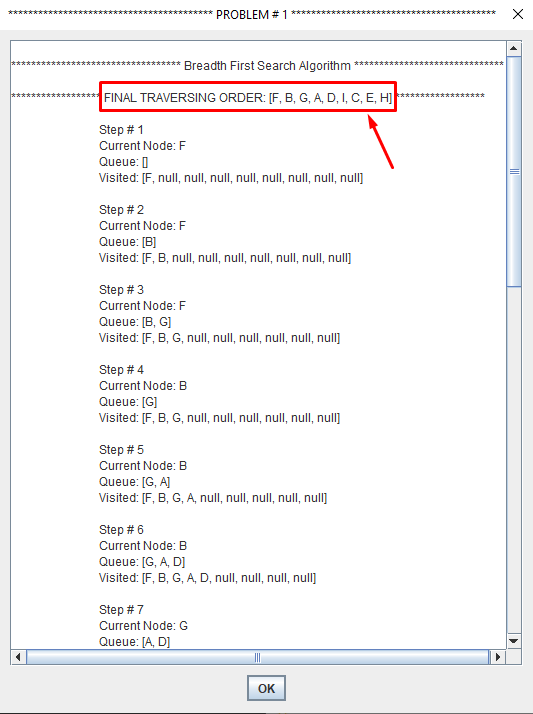 **************************************** PROBLEM # 1 ****************************************
********************************** Breadth First Search Algorithm ******************************
****************** FINAL TRAVERSING ORDER: [F, B, G, A, D, I, C, E, H] ******************
Step # 1
Current Node: F
Queue: []
Visited: [F, null, null, null, null, null, null, null, null]
Step # 2
Current Node: F
Queue: [B]
Visited: [F, B, null, null, null, null, null, null, null]
Step # 3
Current Node: F
Queue: [B, G]
Visited: [F, B, G, null, null, null, null, null, null]
Step # 4
Current Node: B
Queue: [G]
Visited: [F, B, G, null, null, null, null, null, null]
Step # 5
Current Node: B
Queue: [G, A]
Visited: [F, B, G, A, null, null, null, null, null]
Step # 6
Current Node: B
Queue: [G, A, D]
Visited: [F, B, G, A, D, null, null, null, null]
Step # 7
Current Node: G
Queue: [A, D]
OK